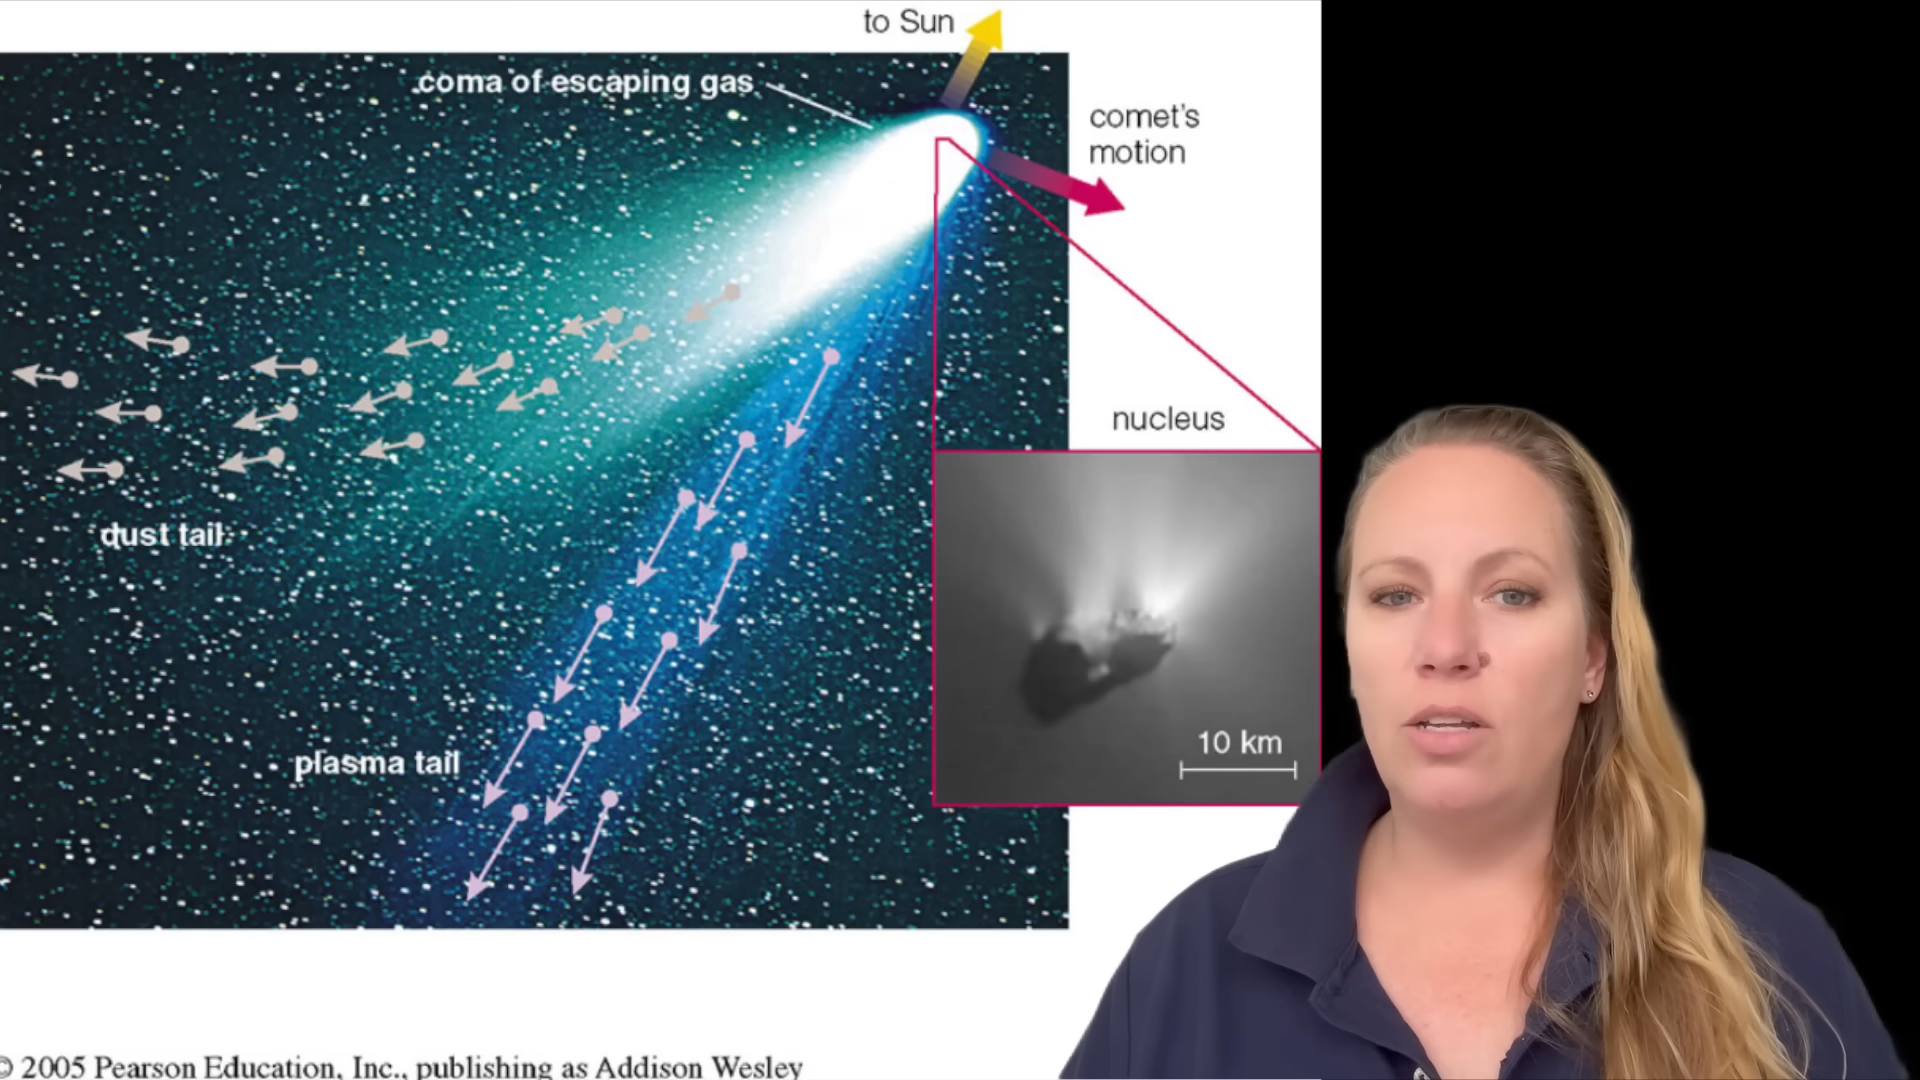 to Sun
coma of escaping gas
comet's
motion
nucleus
dust tail
plasma tail
10 km
© 2005 Pearson Education, Inc., publishing as Addison Wesley